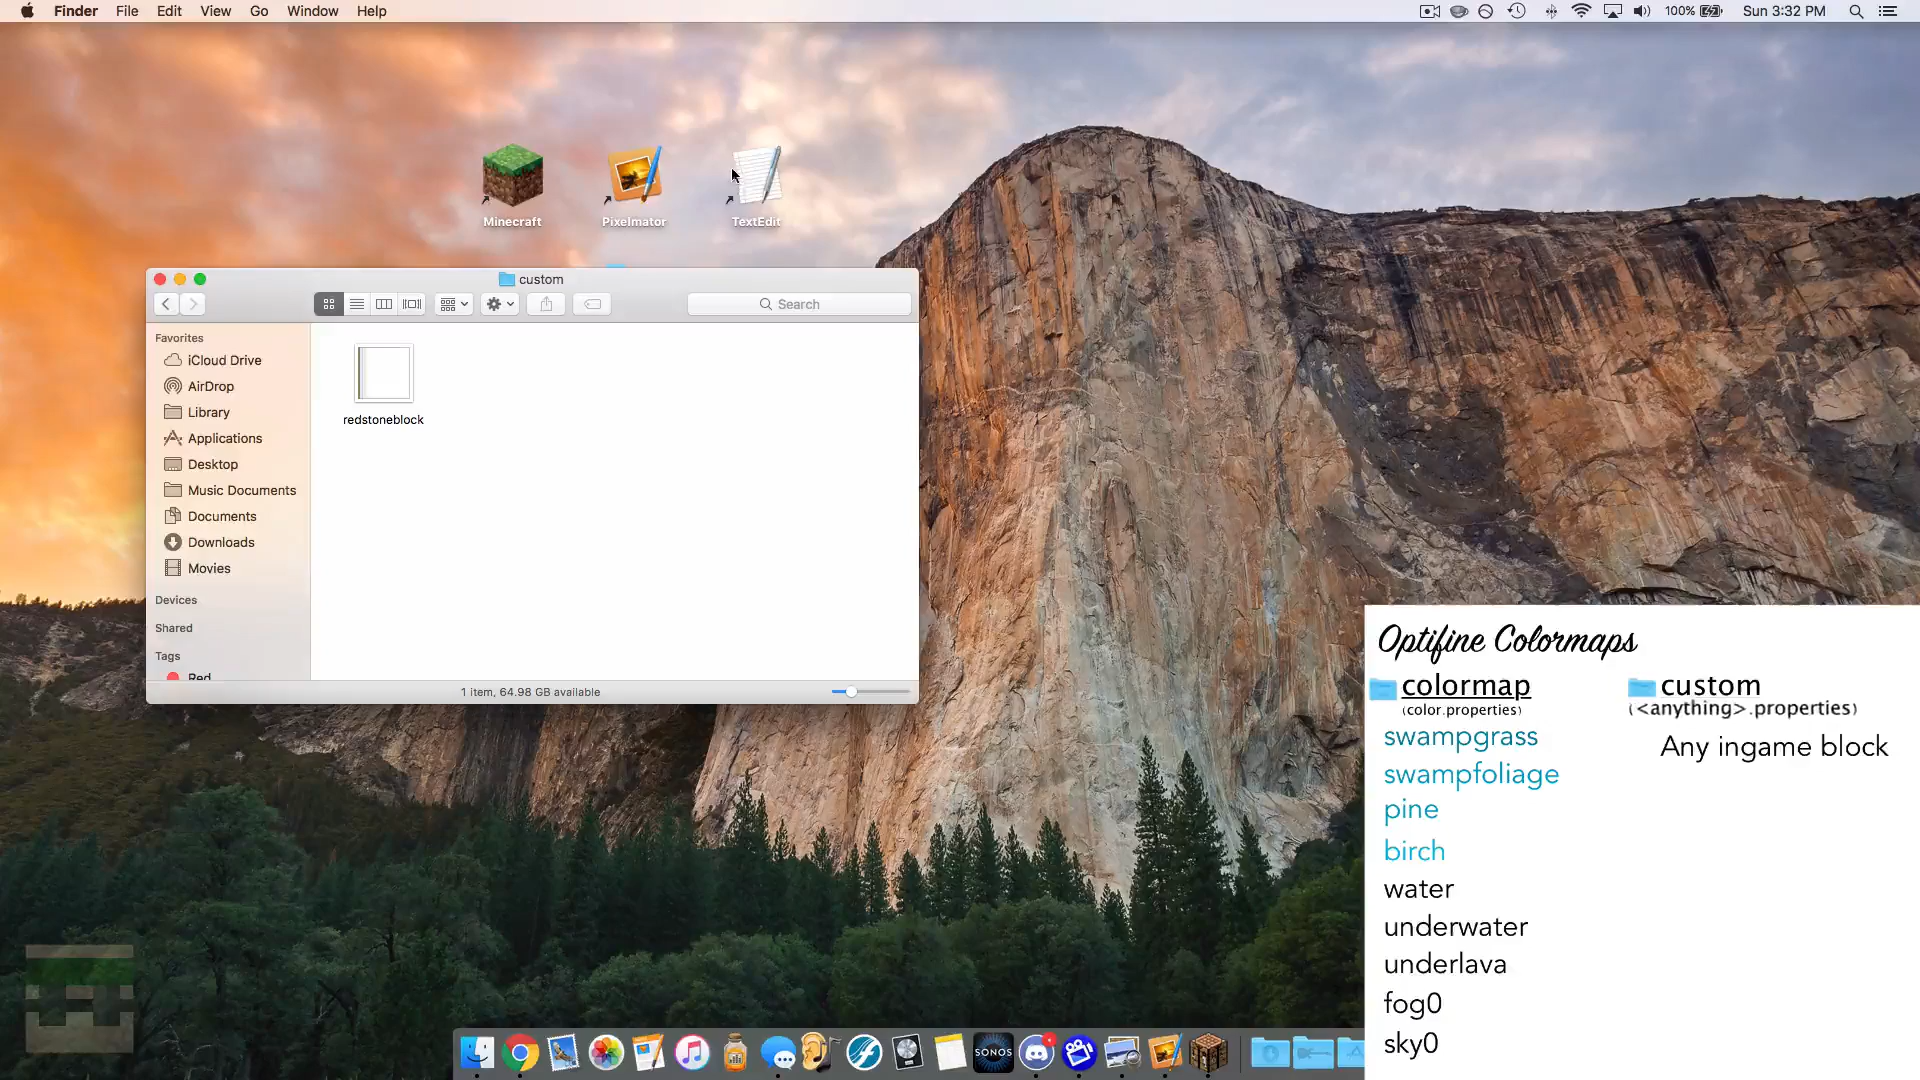 Finder File Edit View Go Window Help
100% Sun 3:32 PM
Minecraft Pixelmator TextEdit
custom
Search
Favorites
iCloud Drive
AirDrop
Library
Applications
Desktop
Music Documents
Documents
Downloads
Movies
Devices
Shared
Tags
Red
redstoneblock
1 item, 64.98 GB available
Optifine Colormaps
colormap
(color.properties)
swampgrass
swampfoliage
pine
birch
water
underwater
underlava
fog0
sky0
custom
(<anything>.properties)
Any ingame block
SONOS